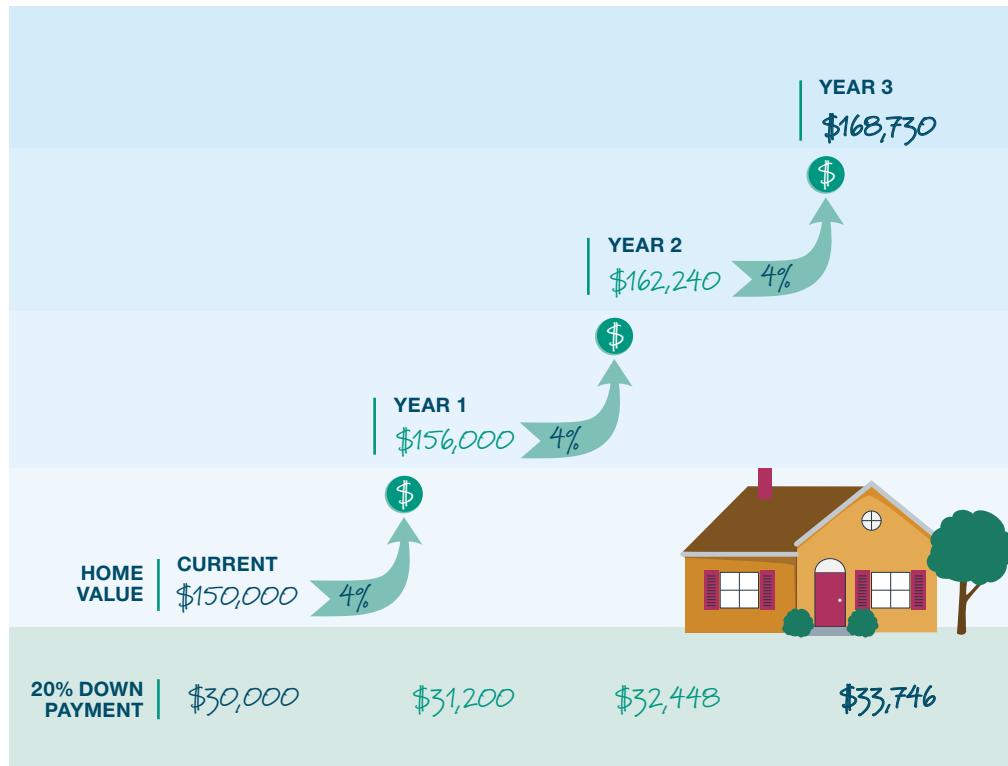 YEAR 3
$168,730
$
YEAR 2
$162,240
4%
$
YEAR 1
$156,000
4%
$
HOME
VALUE
CURRENT
$150,000
4%
20% DOWN
PAYMENT
$30,000
$31,200
$32,448
$33,746